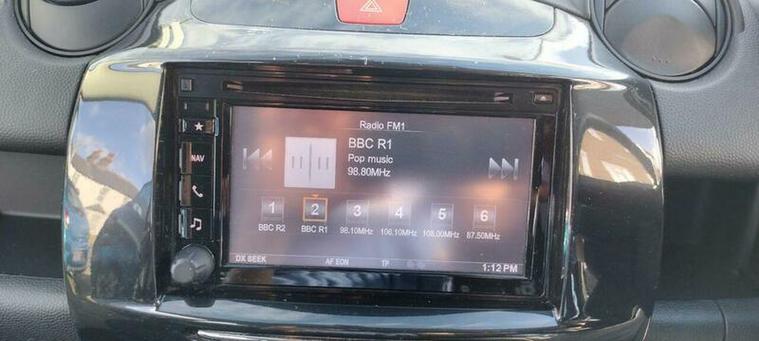 Radio FM1
BBC R1
Pop music
98.80MHz
NAV
1 2 3 4 5 6
BBC R2 BBC R1 98.10MHz 106.10MHz 108.00MHz 87.50MHz
DX SEEK AF EON TP 1:12 PM